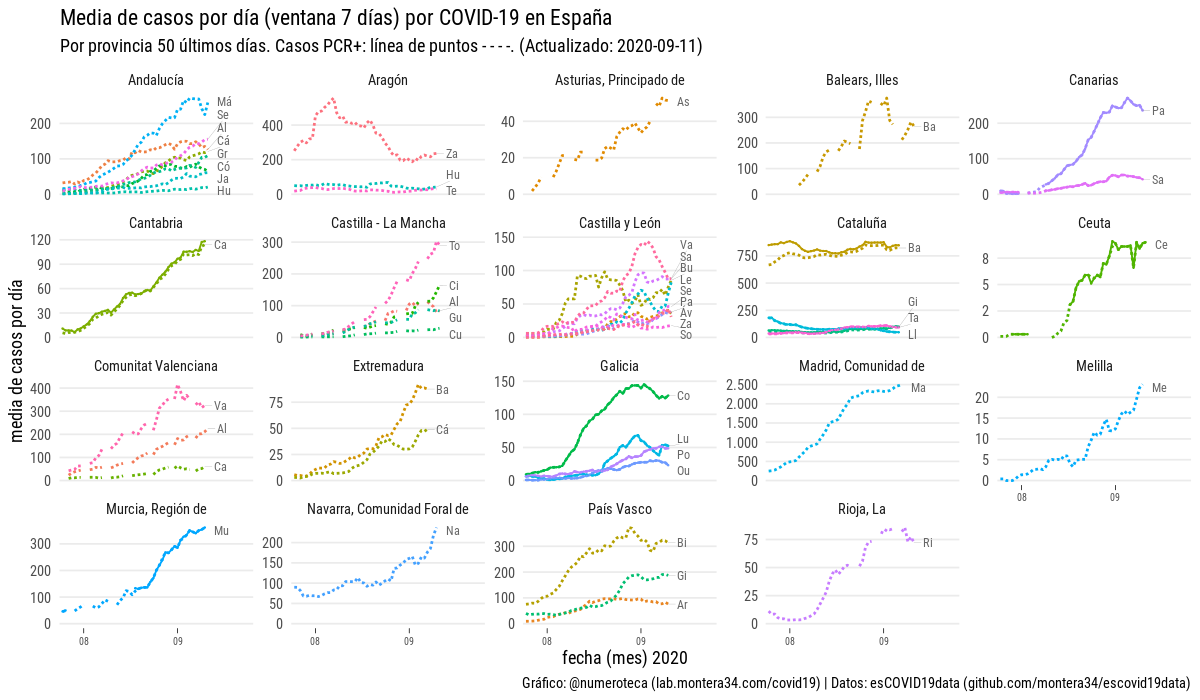 Media de casos por día (ventana 7 días) por COVID-19 en España
Por provincia 50 últimos días. Casos PCR+: línea de puntos - - - -. (Actualizado: 2020-09-11)
media de casos por día
Andalucía
200
100
0
Má
Se
Al
Cá
Gr
Có
Ja
Hu
Aragón
400
200
0
Za
Hu
Te
Asturias, Principado de
40
20
0
As
Balears, Illes
300
200
100
0
Ba
Canarias
200
100
0
Pa
Sa
Cantabria
120
90
60
30
0
Ca
Castilla - La Mancha
300
200
100
0
To
Ci
Al
Gu
Cu
Castilla y León
150
100
50
0
Va
Sa
Bu
Le
Se
Pa
Av
Za
So
Cataluña
750
500
250
0
Ba
Gi
Ta
Ll
Ceuta
8
5
2
0
Ce
Comunitat Valenciana
400
300
200
100
0
Va
Al
Ca
Extremadura
75
50
25
0
Ba
Cá
Galicia
150
100
50
0
Co
Lu
Po
Ou
Madrid, Comunidad de
2.500
2.000
1.500
1.000
500
0
Ma
Melilla
20
15
10
5
0
Me
08
09
Murcia, Región de
300
200
100
0
Mu
08
09
Navarra, Comunidad Foral de
200
150
100
50
0
Na
08
09
País Vasco
300
200
100
0
Bi
Gi
Ar
08
09
Rioja, La
75
50
25
0
Ri
08
09
fecha (mes) 2020
Gráfico: @numeroteca (lab.montera34.com/covid19) | Datos: esCOVID19data (github.com/montera34/escovid19data)